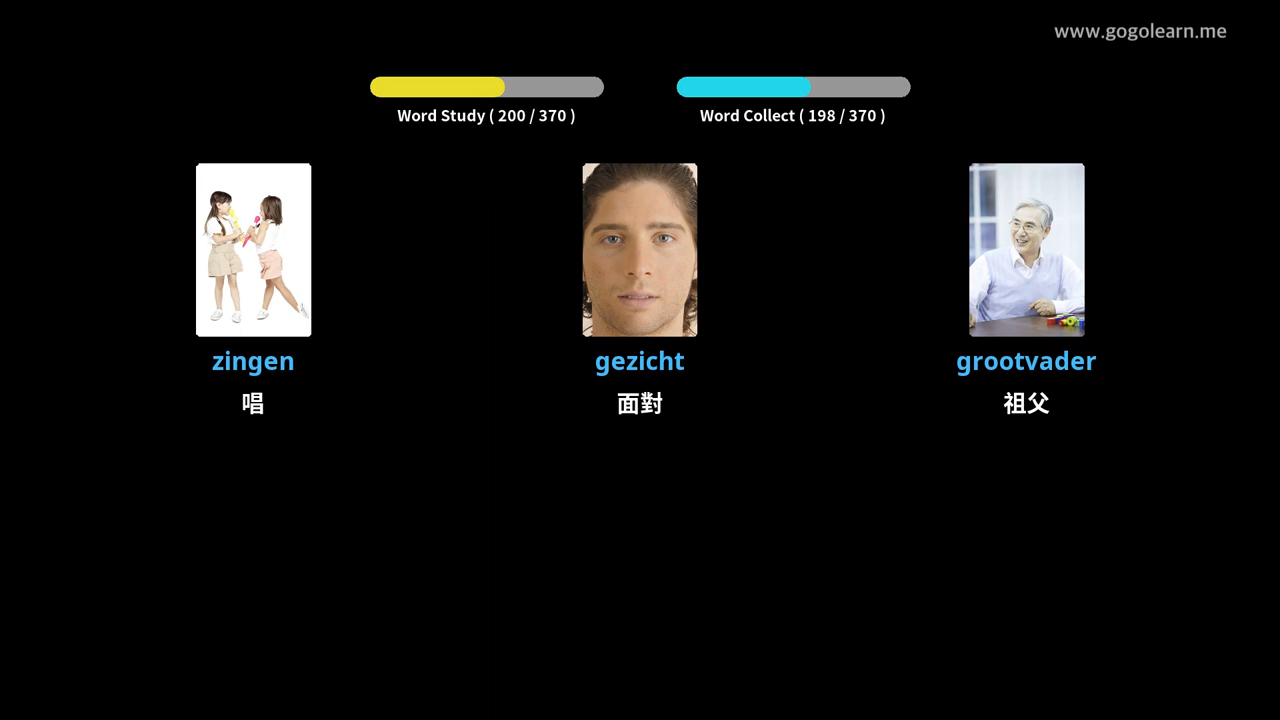 www.gogolearn.me
Word Study ( 200 / 370 )
Word Collect ( 198 / 370 )
zingen
唱
gezicht
面對
grootvader
祖父